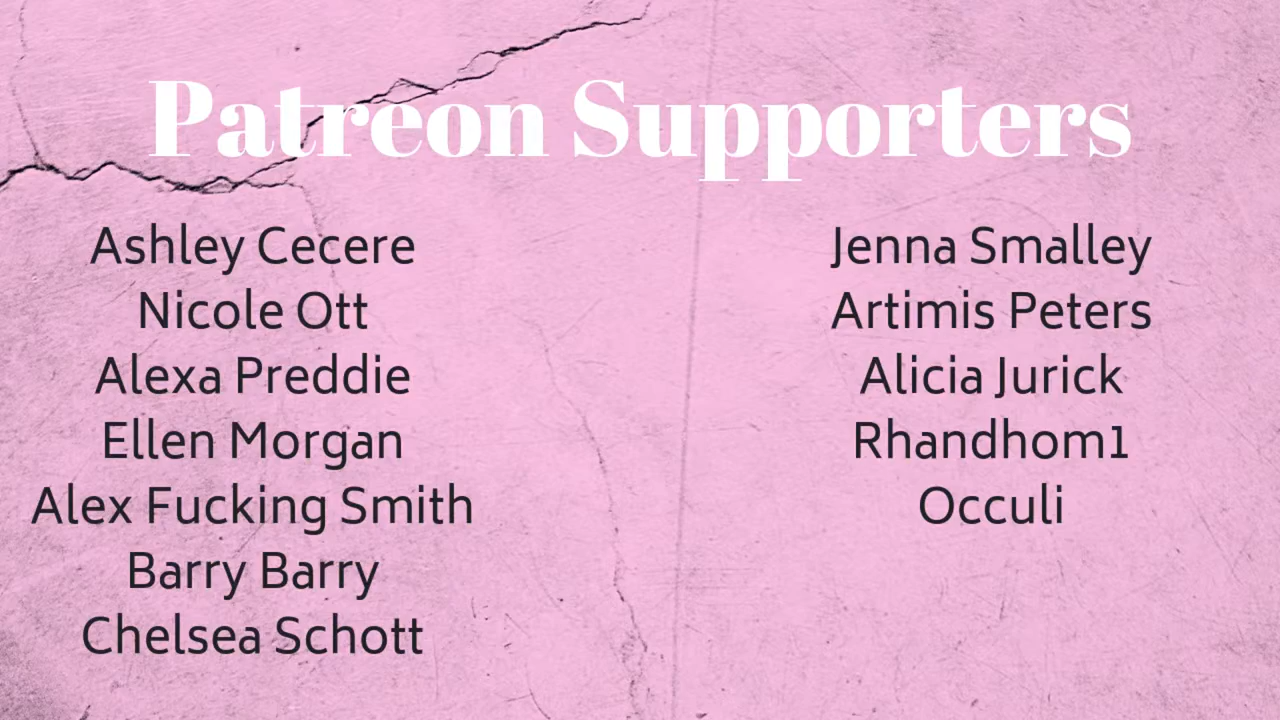 Patreon Supporters
Ashley Cecere
Nicole Ott
Alexa Preddie
Ellen Morgan
Alex Fucking Smith
Barry Barry
Chelsea Schott
Jenna Smalley
Artimis Peters
Alicia Jurick
Rhandhom1
Occuli